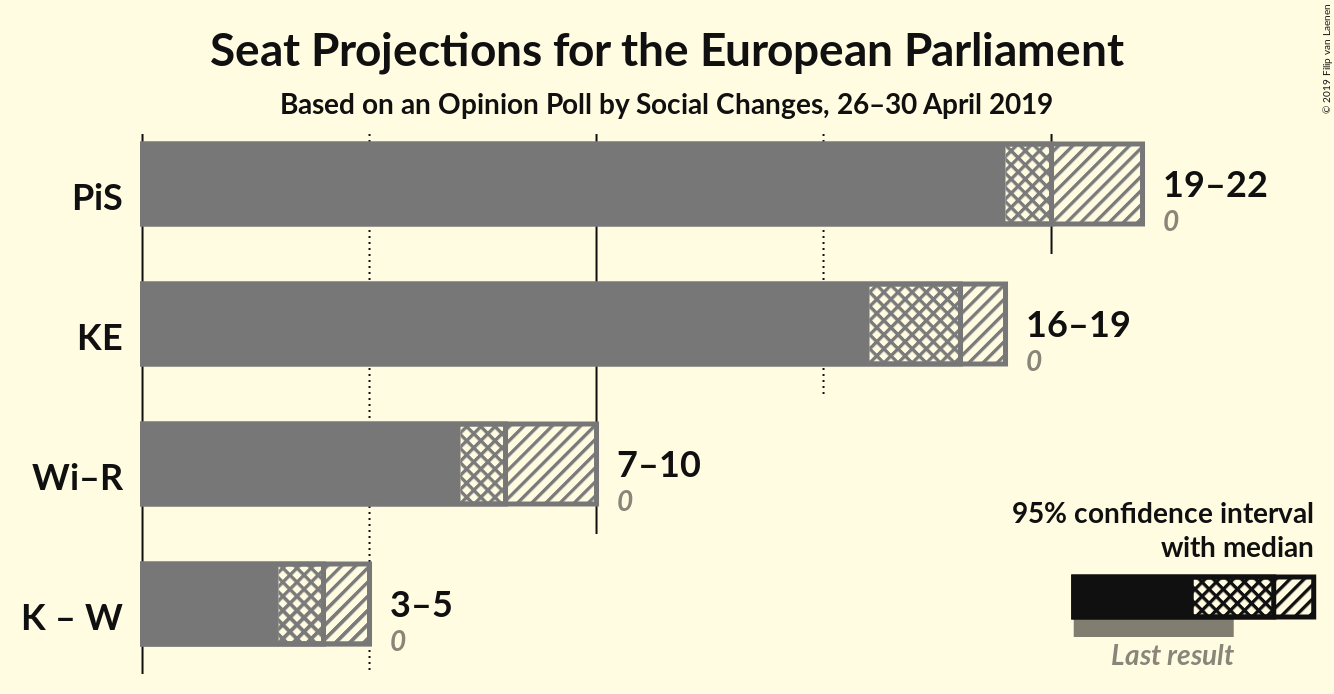 Seat Projections for the European Parliament
Based on an Opinion Poll by Social Changes, 26–30 April 2019
© 2019 Filip van Laenen
PiS
19–22
0
KE
16–19
0
Wi–R
7–10
0
K – W
3–5
0
95% confidence interval
with median
Last result